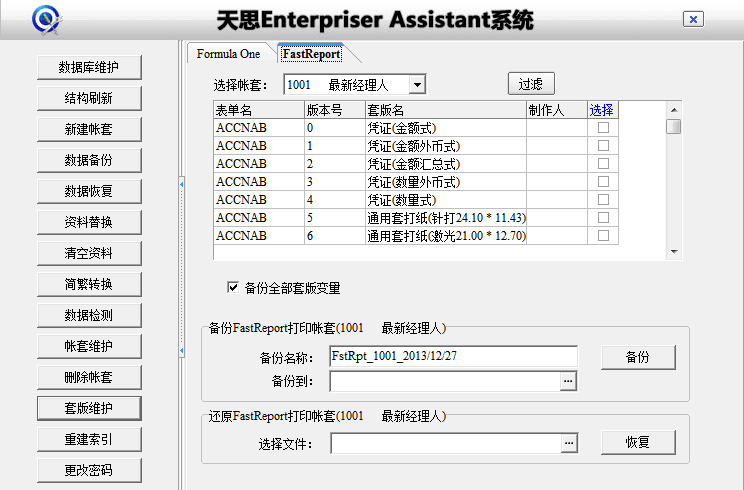 天思Enterpriser Assistant系统
数据库维护
结构刷新
新建帐套
数据备份
数据恢复
资料替换
清空资料
简繁转换
数据检测
帐套维护
删除帐套
套版维护
重建索引
更改密码
Formula One FastReport
选择帐套： 1001 最新经理人 过滤
表单名 版本号 套版名 制作人 选择
ACCNAB 0 凭证(金额式)
ACCNAB 1 凭证(金额外币式)
ACCNAB 2 凭证(金额汇总式)
ACCNAB 3 凭证(数量外币式)
ACCNAB 4 凭证(数量式)
ACCNAB 5 通用套打纸(针打24.10 * 11.43)
ACCNAB 6 通用套打纸(激光21.00 * 12.70)
备份全部套版变量
备份FastReport打印帐套(1001 最新经理人)
备份名称： FstRpt_1001_2013/12/27 备份
备份到： ...
还原FastReport打印帐套(1001 最新经理人)
选择文件： ... 恢复